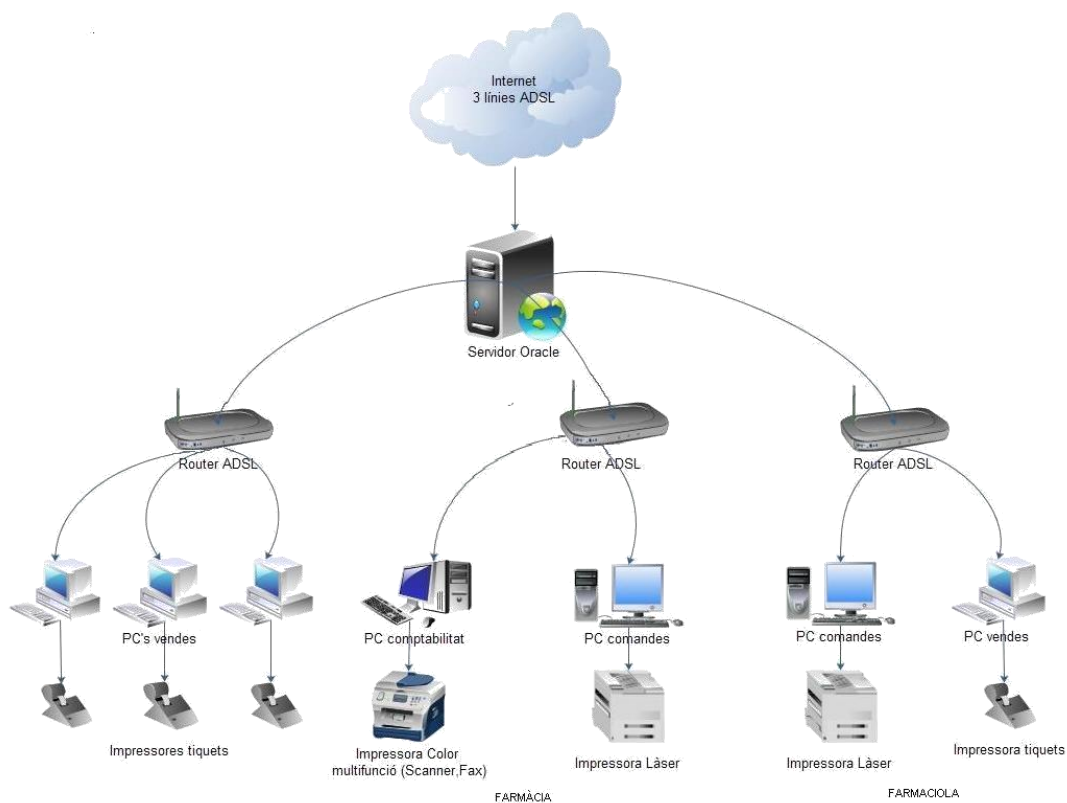 Internet
3 línies ADSL
Servidor Oracle
Router ADSL
Router ADSL
Router ADSL
PC's vendes
PC comptabilitat
PC comandes
PC comandes
PC vendes
Impressores tiquets
Impressora Color
multifunció (Scanner,Fax)
Impressora Làser
Impressora Làser
Impressora tiquets
FARMÀCIA
FARMACIOLA